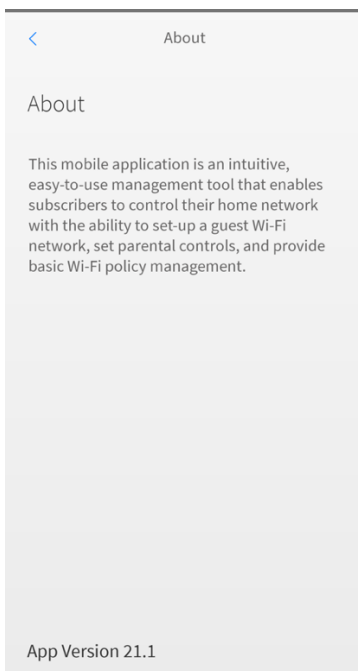 About
About
This mobile application is an intuitive,
easy-to-use management tool that enables
subscribers to control their home network
with the ability to set-up a guest Wi-Fi
network, set parental controls, and provide
basic Wi-Fi policy management.
App Version 21.1